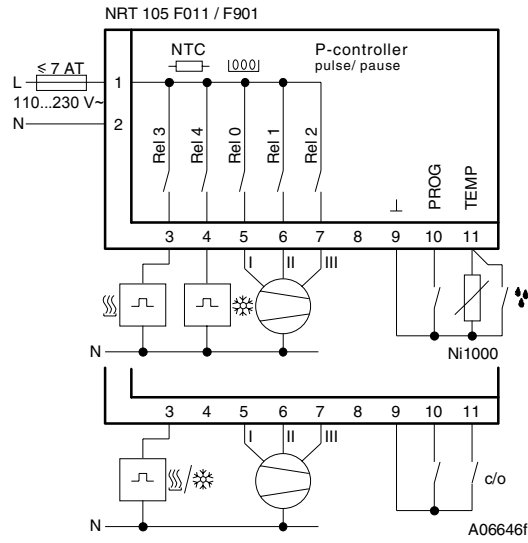 NRT 105 F011 / F901
NTC
P-controller
pulse/ pause
≤ 7 AT
L
1
110...230 V~
N
2
Rel 3
Rel 4
Rel 0
Rel 1
Rel 2
PROG
TEMP
⊥
3 4 5 6 7 8 9 10 11
I II III
N
Ni1000
3 4 5 6 7 8 9 10 11
I II III
c/o
N
A06646f